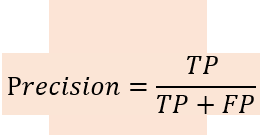 Precision = TP / (TP + FP)